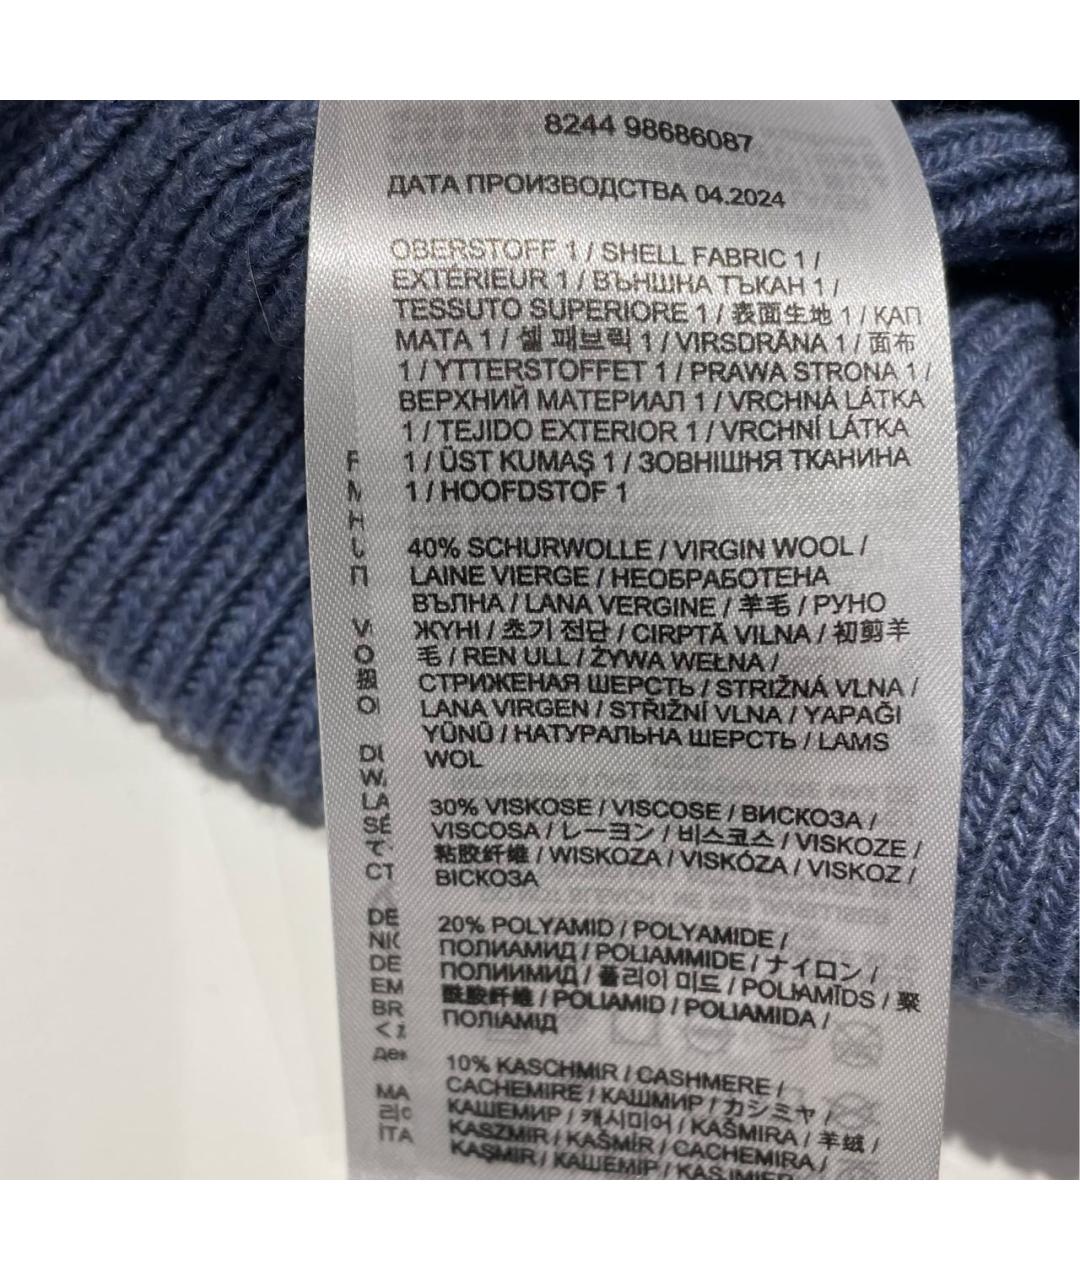 8244 98686087
ДАТА ПРОИЗВОДСТВА 04.2024
OBERSTOFF 1 / SHELL FABRIC 1 /
EXTÉRIEUR 1 / ВЪНШНА ТЪКАН 1 /
TESSUTO SUPERIORE 1 / 表面生地 1 / КАП
МАТА 1 / 셸 패브릭 1 / VIRSDRĀNA 1 / 面布
1 / YTTERSTOFFET 1 / PRAWA STRONA 1 /
ВЕРХНИЙ МАТЕРИАЛ 1 / VRCHNÁ LÁTKA
1 / TEJIDO EXTERIOR 1 / VRCHNÍ LÁTKA
1 / ÜST KUMAŞ 1 / ЗОВНІШНЯ ТКАНИНА
1 / HOOFDSTOF 1
40% SCHURWOLLE / VIRGIN WOOL /
LAINE VIERGE / НЕОБРАБОТЕНА
ВЪЛНА / LANA VERGINE / 羊毛 / РУНО
ЖҮНІ / 초기 전단 / CIRPTĀ VILNA / 初剪羊
毛 / REN ULL / ŻYWA WEŁNA /
СТРИЖЕНАЯ ШЕРСТЬ / STRIŽNÁ VLNA /
LANA VIRGEN / STŘIŽNÍ VLNA / YAPAĞI
YÜNÜ / НАТУРАЛЬНА ШЕРСТЬ / LAMS
WOL
30% VISKOSE / VISCOSE / ВИСКОЗА /
VISCOSA / レーヨン / 비스코스 / VISKOZE /
粘胶纤维 / WISKOZA / VISKÓZA / VISKOZ /
ВІСКОЗА
20% POLYAMID / POLYAMIDE /
ПОЛИАМИД / POLIAMMIDE / ナイロン /
ПОЛИИМИД / 폴리이미드 / POLIAMĪDS / 聚
酰胺纤维 / POLIAMID / POLIAMIDA /
ПОЛІАМІД
10% KASCHMIR / CASHMERE /
CACHEMIRE / КАШМИР / カシミヤ /
КАШЕМИР / 캐시미어 / KAŠMIRA / 羊绒 /
KASZMIR / KAŠMÍR / CACHEMIRA /
KAŞMIR / КАШЕМІР / KASJMIER
DE
EM
BR
MA
ITA